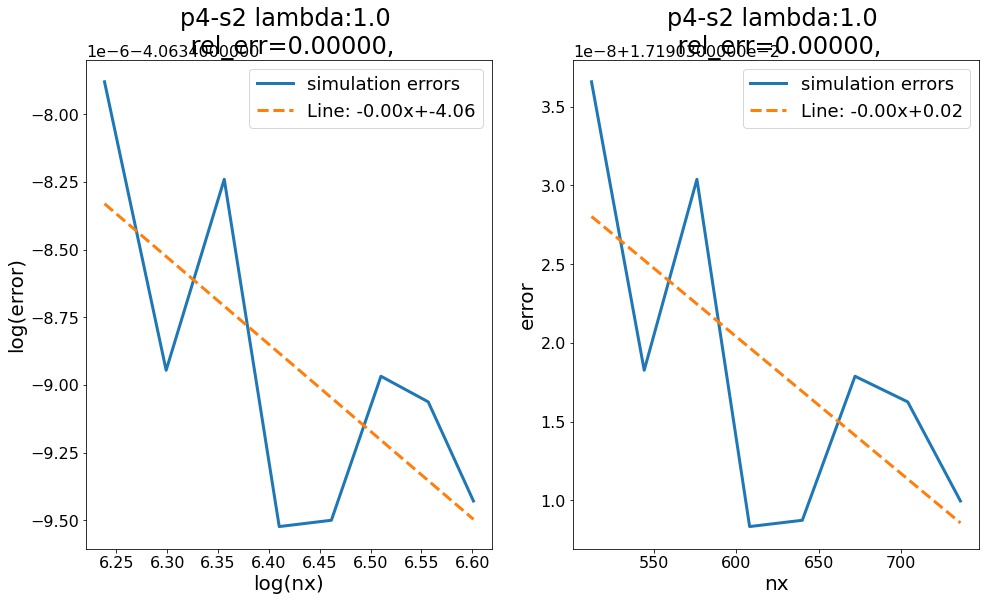 p4-s2 lambda:1.0
rel_err=0.00000,
1e−6−4.0634000000
simulation errors
Line: -0.00x+-4.06
−8.00
−8.25
−8.50
−8.75
−9.00
−9.25
−9.50
log(error)
6.25 6.30 6.35 6.40 6.45 6.50 6.55 6.60
log(nx)
p4-s2 lambda:1.0
rel_err=0.00000,
1e−8+1.7190300000e−2
simulation errors
Line: -0.00x+0.02
3.5
3.0
2.5
2.0
1.5
1.0
error
550 600 650 700
nx